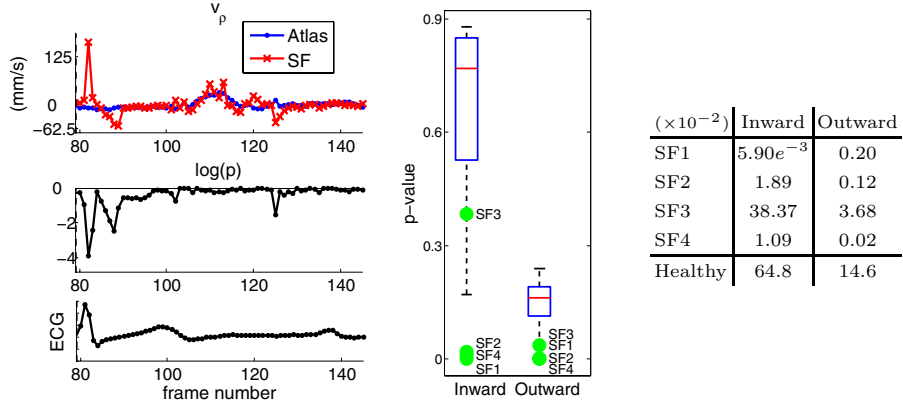 v_ρ
Atlas
SF
(mm/s)
125
0
−62.5
80 100 120 140
log(p)
0
−2
−4
80 100 120 140
ECG
80 100 120 140
frame number
p−value
0.9
0.6
0.3
0
SF3
SF2
SF4
SF1
SF3
SF1
SF2
SF4
Inward Outward
(×10⁻²) Inward Outward
SF1 5.90e⁻³ 0.20
SF2 1.89 0.12
SF3 38.37 3.68
SF4 1.09 0.02
Healthy 64.8 14.6